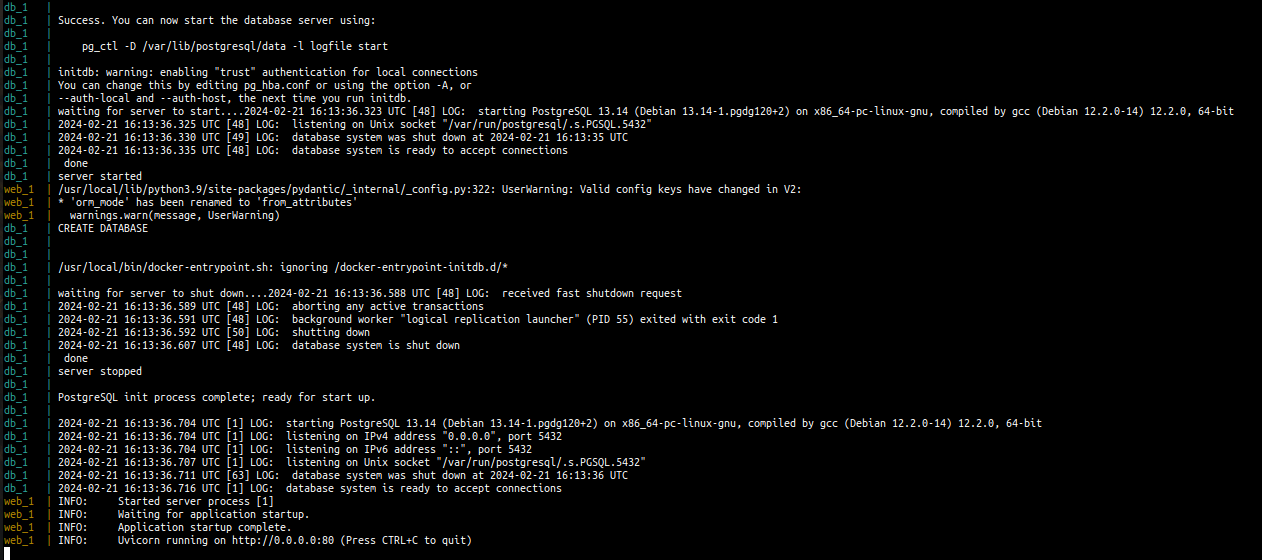 db_1   |
db_1   | Success. You can now start the database server using:
db_1   |
db_1   |     pg_ctl -D /var/lib/postgresql/data -l logfile start
db_1   |
db_1   | initdb: warning: enabling "trust" authentication for local connections
db_1   | You can change this by editing pg_hba.conf or using the option -A, or
db_1   | --auth-local and --auth-host, the next time you run initdb.
db_1   | waiting for server to start....2024-02-21 16:13:36.323 UTC [48] LOG:  starting PostgreSQL 13.14 (Debian 13.14-1.pgdg120+2) on x86_64-pc-linux-gnu, compiled by gcc (Debian 12.2.0-14) 12.2.0, 64-bit
db_1   | 2024-02-21 16:13:36.325 UTC [48] LOG:  listening on Unix socket "/var/run/postgresql/.s.PGSQL.5432"
db_1   | 2024-02-21 16:13:36.330 UTC [49] LOG:  database system was shut down at 2024-02-21 16:13:35 UTC
db_1   | 2024-02-21 16:13:36.335 UTC [48] LOG:  database system is ready to accept connections
db_1   |  done
db_1   | server started
web_1  | /usr/local/lib/python3.9/site-packages/pydantic/_internal/_config.py:322: UserWarning: Valid config keys have changed in V2:
web_1  | * 'orm_mode' has been renamed to 'from_attributes'
web_1  |   warnings.warn(message, UserWarning)
db_1   | CREATE DATABASE
db_1   |
db_1   |
db_1   | /usr/local/bin/docker-entrypoint.sh: ignoring /docker-entrypoint-initdb.d/*
db_1   |
db_1   | waiting for server to shut down....2024-02-21 16:13:36.588 UTC [48] LOG:  received fast shutdown request
db_1   | 2024-02-21 16:13:36.589 UTC [48] LOG:  aborting any active transactions
db_1   | 2024-02-21 16:13:36.591 UTC [48] LOG:  background worker "logical replication launcher" (PID 55) exited with exit code 1
db_1   | 2024-02-21 16:13:36.592 UTC [50] LOG:  shutting down
db_1   | 2024-02-21 16:13:36.607 UTC [48] LOG:  database system is shut down
db_1   |  done
db_1   | server stopped
db_1   |
db_1   | PostgreSQL init process complete; ready for start up.
db_1   |
db_1   | 2024-02-21 16:13:36.704 UTC [1] LOG:  starting PostgreSQL 13.14 (Debian 13.14-1.pgdg120+2) on x86_64-pc-linux-gnu, compiled by gcc (Debian 12.2.0-14) 12.2.0, 64-bit
db_1   | 2024-02-21 16:13:36.704 UTC [1] LOG:  listening on IPv4 address "0.0.0.0", port 5432
db_1   | 2024-02-21 16:13:36.704 UTC [1] LOG:  listening on IPv6 address "::", port 5432
db_1   | 2024-02-21 16:13:36.707 UTC [1] LOG:  listening on Unix socket "/var/run/postgresql/.s.PGSQL.5432"
db_1   | 2024-02-21 16:13:36.711 UTC [63] LOG:  database system was shut down at 2024-02-21 16:13:36 UTC
db_1   | 2024-02-21 16:13:36.716 UTC [1] LOG:  database system is ready to accept connections
web_1  | INFO:     Started server process [1]
web_1  | INFO:     Waiting for application startup.
web_1  | INFO:     Application startup complete.
web_1  | INFO:     Uvicorn running on http://0.0.0.0:80 (Press CTRL+C to quit)